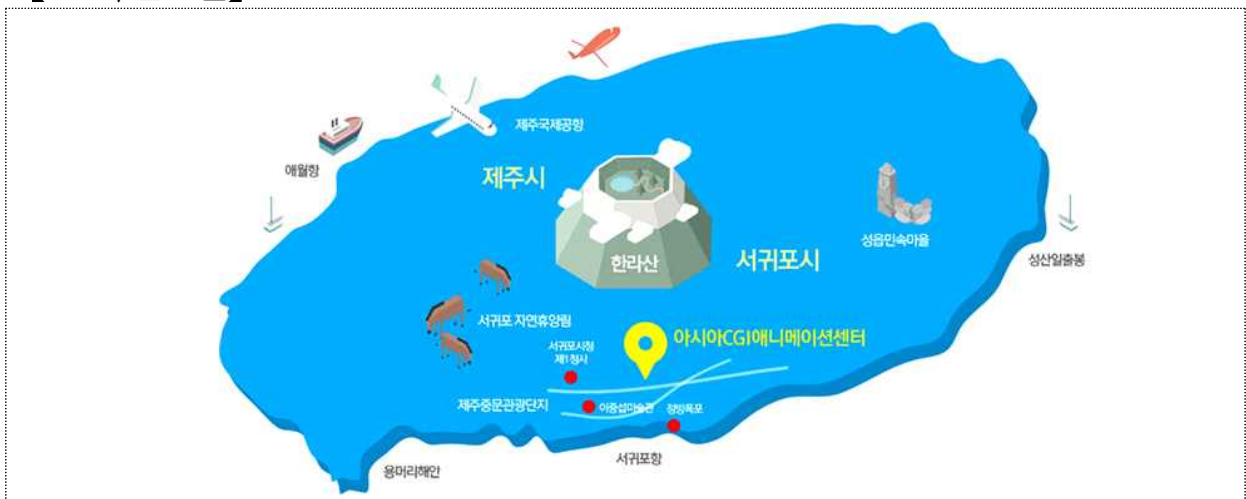 제주국제공항
애월항
제주시
한라산
서귀포시
성읍민속마을
성산일출봉
서귀포 자연휴양림
아시아CGI애니메이션센터
서귀포시청
제1청사
제주중문관광단지
이중섭미술관
정방폭포
서귀포항
용머리해안